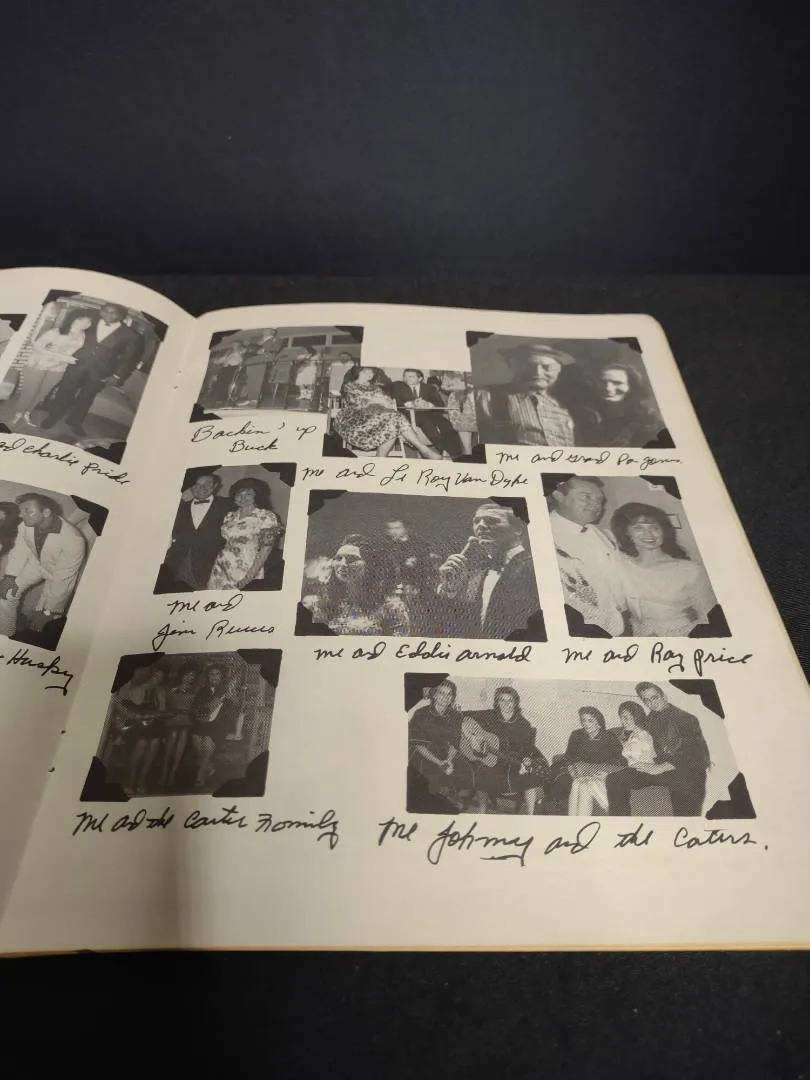 nd Charlie Pride
Husky
Backin' up
Buck
me and Le Roy Van Dyke
me and Grand Pa Jones
me and
Jim Reeves
me and Eddie Arnold
me and Ray Price
me and the Carter Family
me Johnny and the Caters.